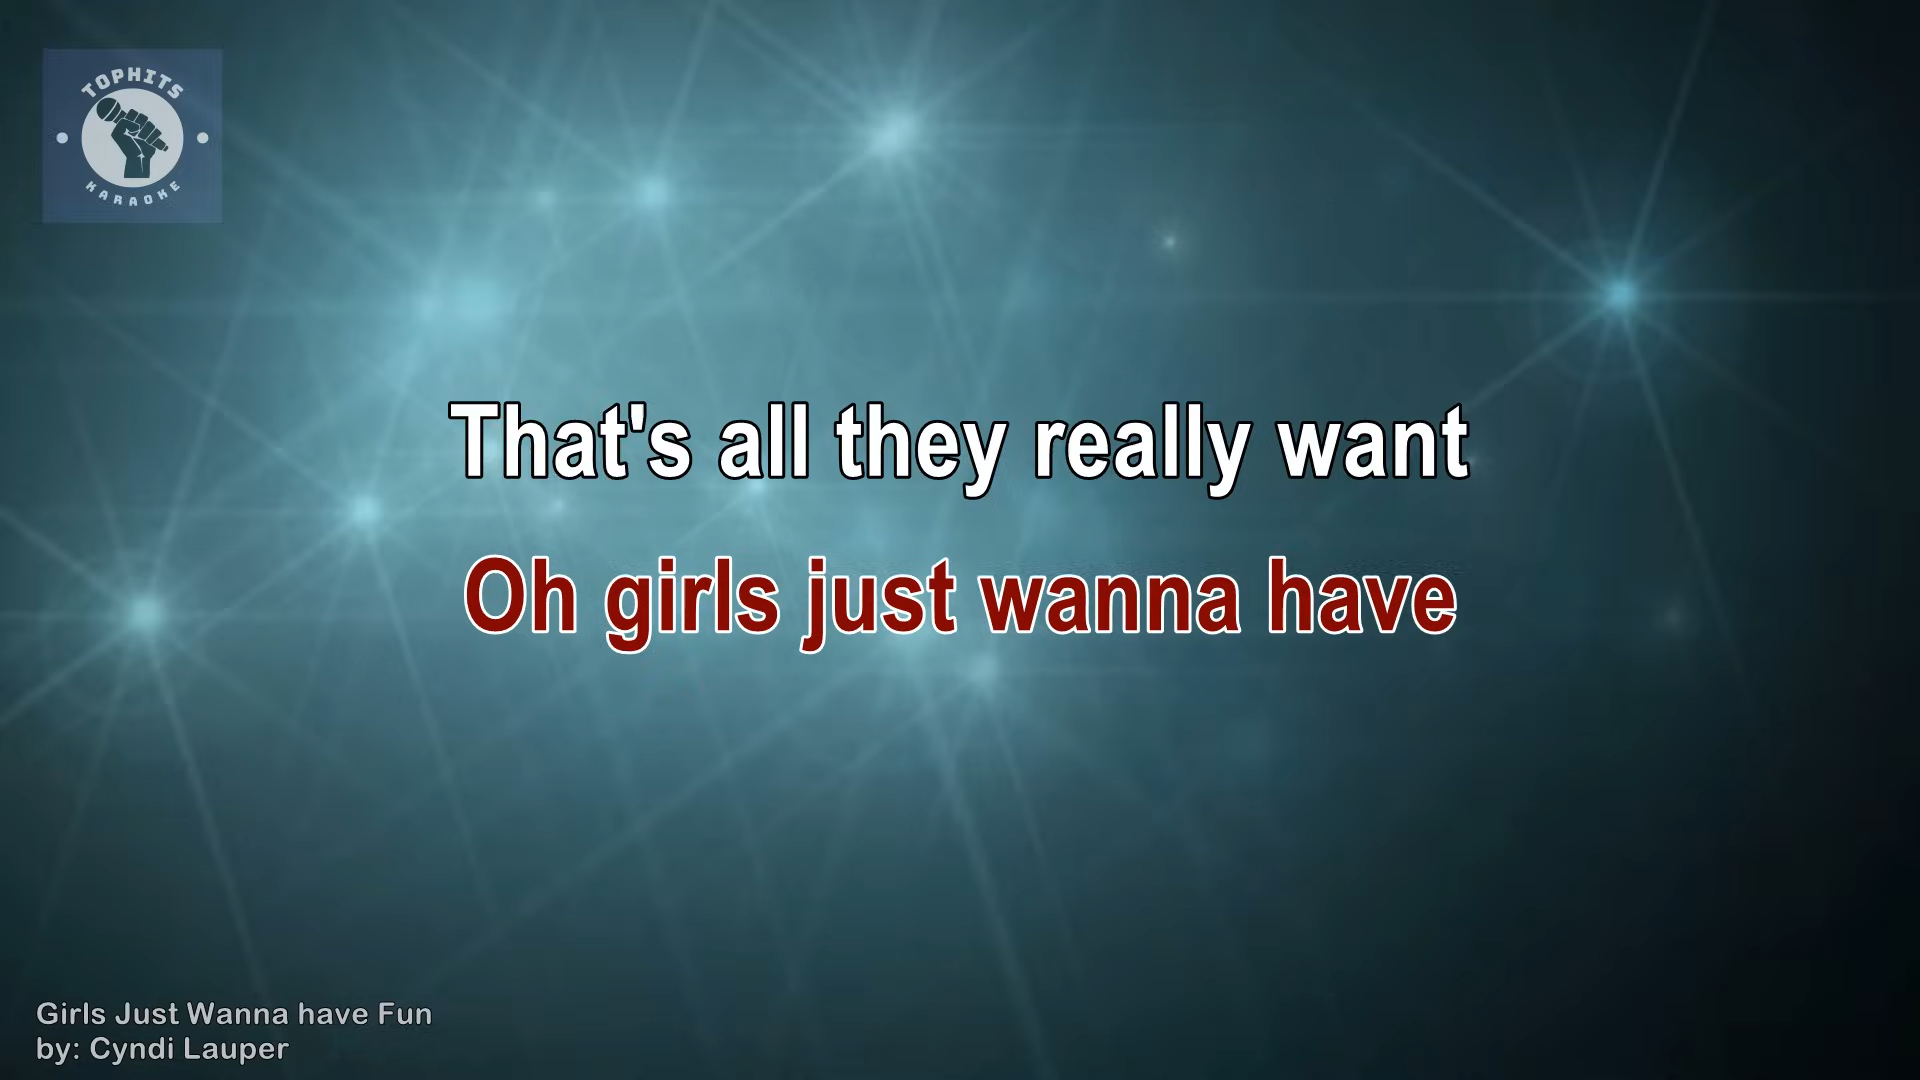 TOPHITS
KARAOKE
That's all they really want
Oh girls just wanna have
Girls Just Wanna have Fun
by: Cyndi Lauper